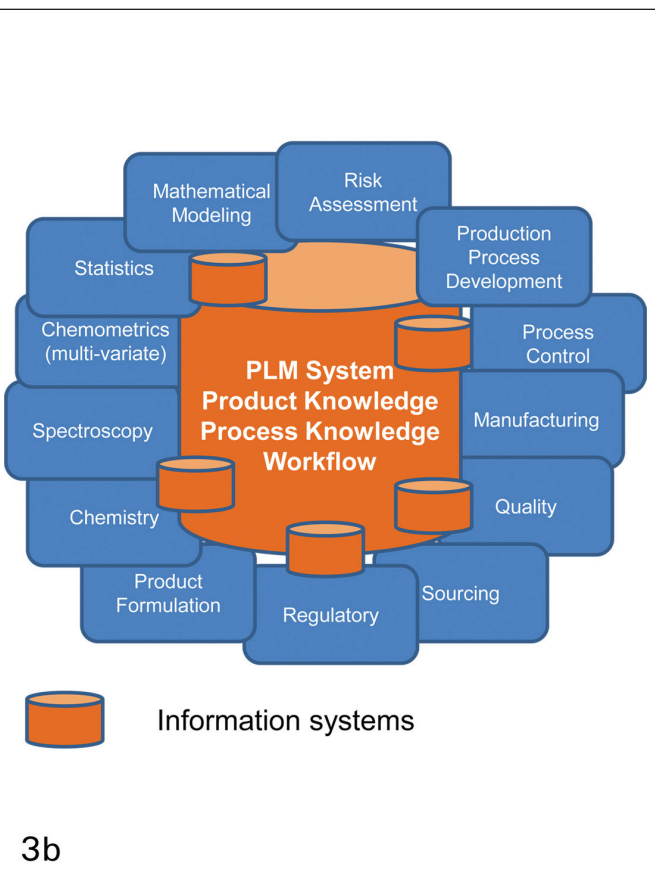 Risk
Assessment
Mathematical
Modeling
Production
Process
Development
Statistics
Process
Control
Chemometrics
(multi-variate)
PLM System
Product Knowledge
Process Knowledge
Workflow
Manufacturing
Spectroscopy
Quality
Chemistry
Product
Formulation
Sourcing
Regulatory
Information systems
3b